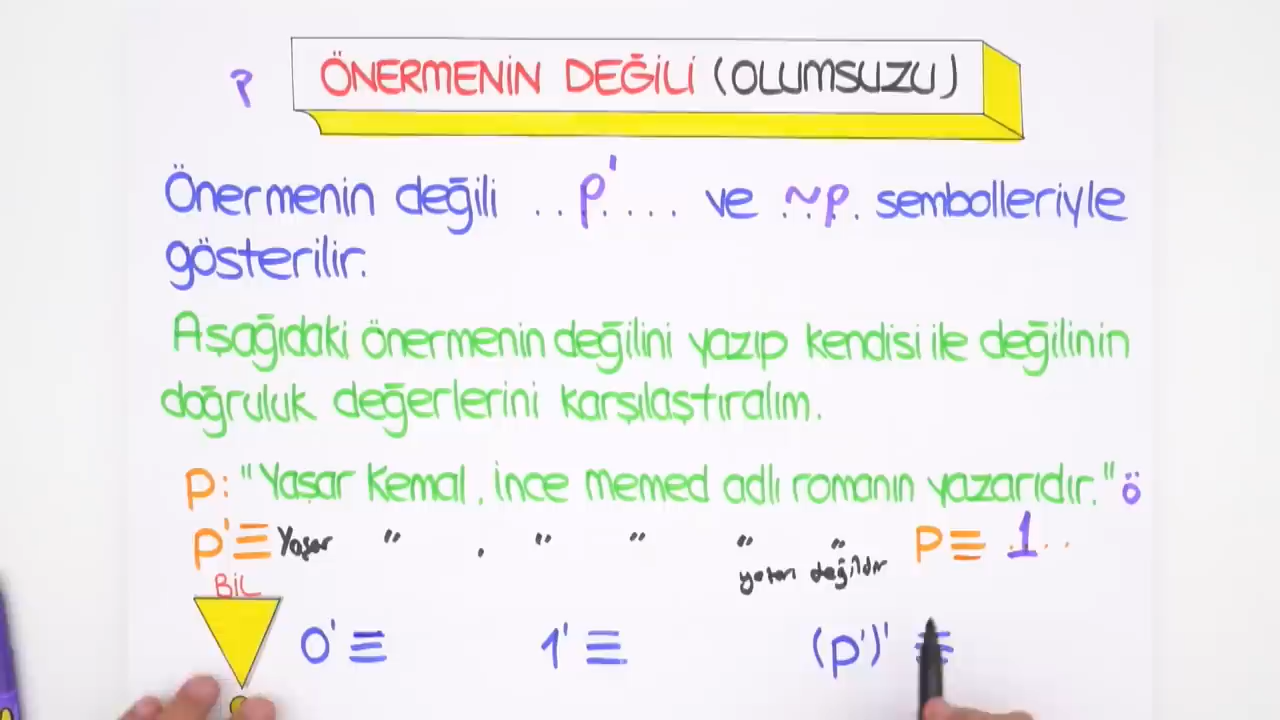 p
ÖNERMENİN DEĞİLİ (OLUMSUZU)
Önermenin değili ..p'.... ve .~p. sembolleriyle
gösterilir.
Aşağıdaki önermenin değilini yazıp kendisi ile değilinin
doğruluk değerlerini karşılaştıralım.
p: "Yaşar Kemal, İnce memed adlı romanın yazarıdır." ö
p' ≡ Yaşar " , " " " " değildir p ≡ 1..
BİL
0' ≡ 1' ≡ (p')' ≡